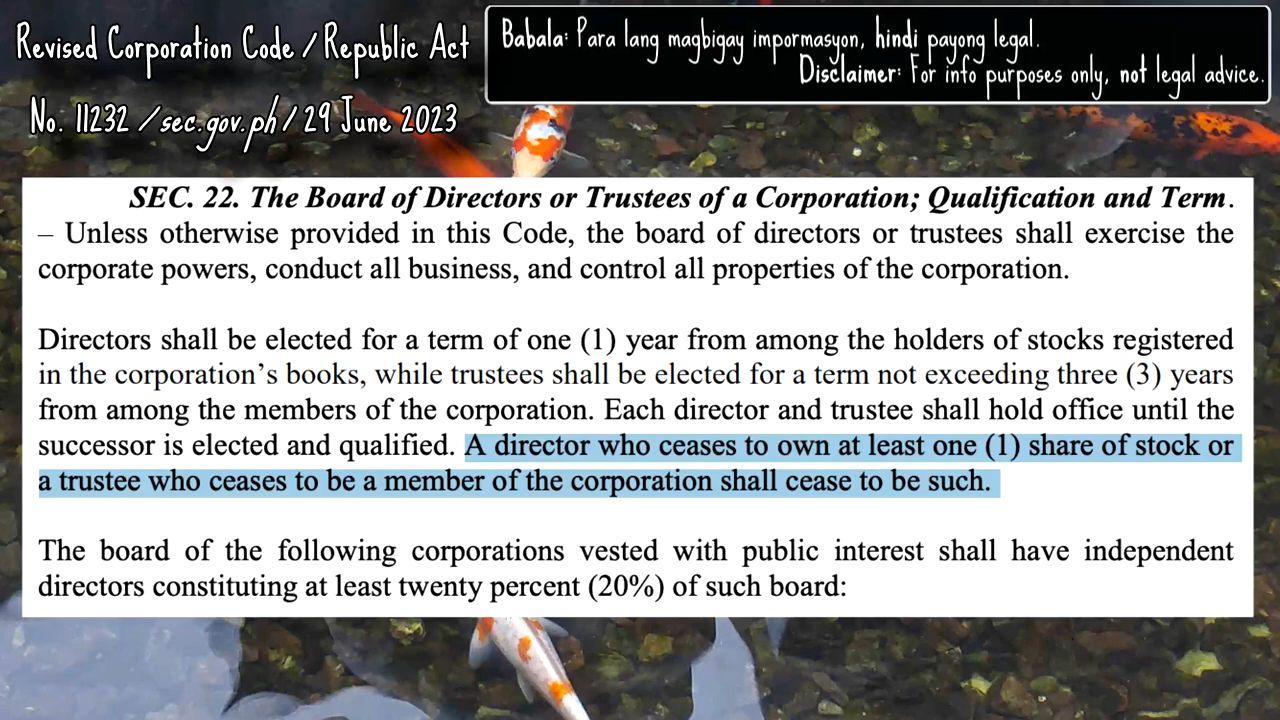 Revised Corporation Code / Republic Act
No. 11232 / sec.gov.ph / 29 June 2023
Babala: Para lang magbigay impormasyon, hindi payong legal.
Disclaimer: For info purposes only, not legal advice.
SEC. 22. The Board of Directors or Trustees of a Corporation; Qualification and Term.
– Unless otherwise provided in this Code, the board of directors or trustees shall exercise the
corporate powers, conduct all business, and control all properties of the corporation.
Directors shall be elected for a term of one (1) year from among the holders of stocks registered
in the corporation’s books, while trustees shall be elected for a term not exceeding three (3) years
from among the members of the corporation. Each director and trustee shall hold office until the
successor is elected and qualified. A director who ceases to own at least one (1) share of stock or
a trustee who ceases to be a member of the corporation shall cease to be such.
The board of the following corporations vested with public interest shall have independent
directors constituting at least twenty percent (20%) of such board: